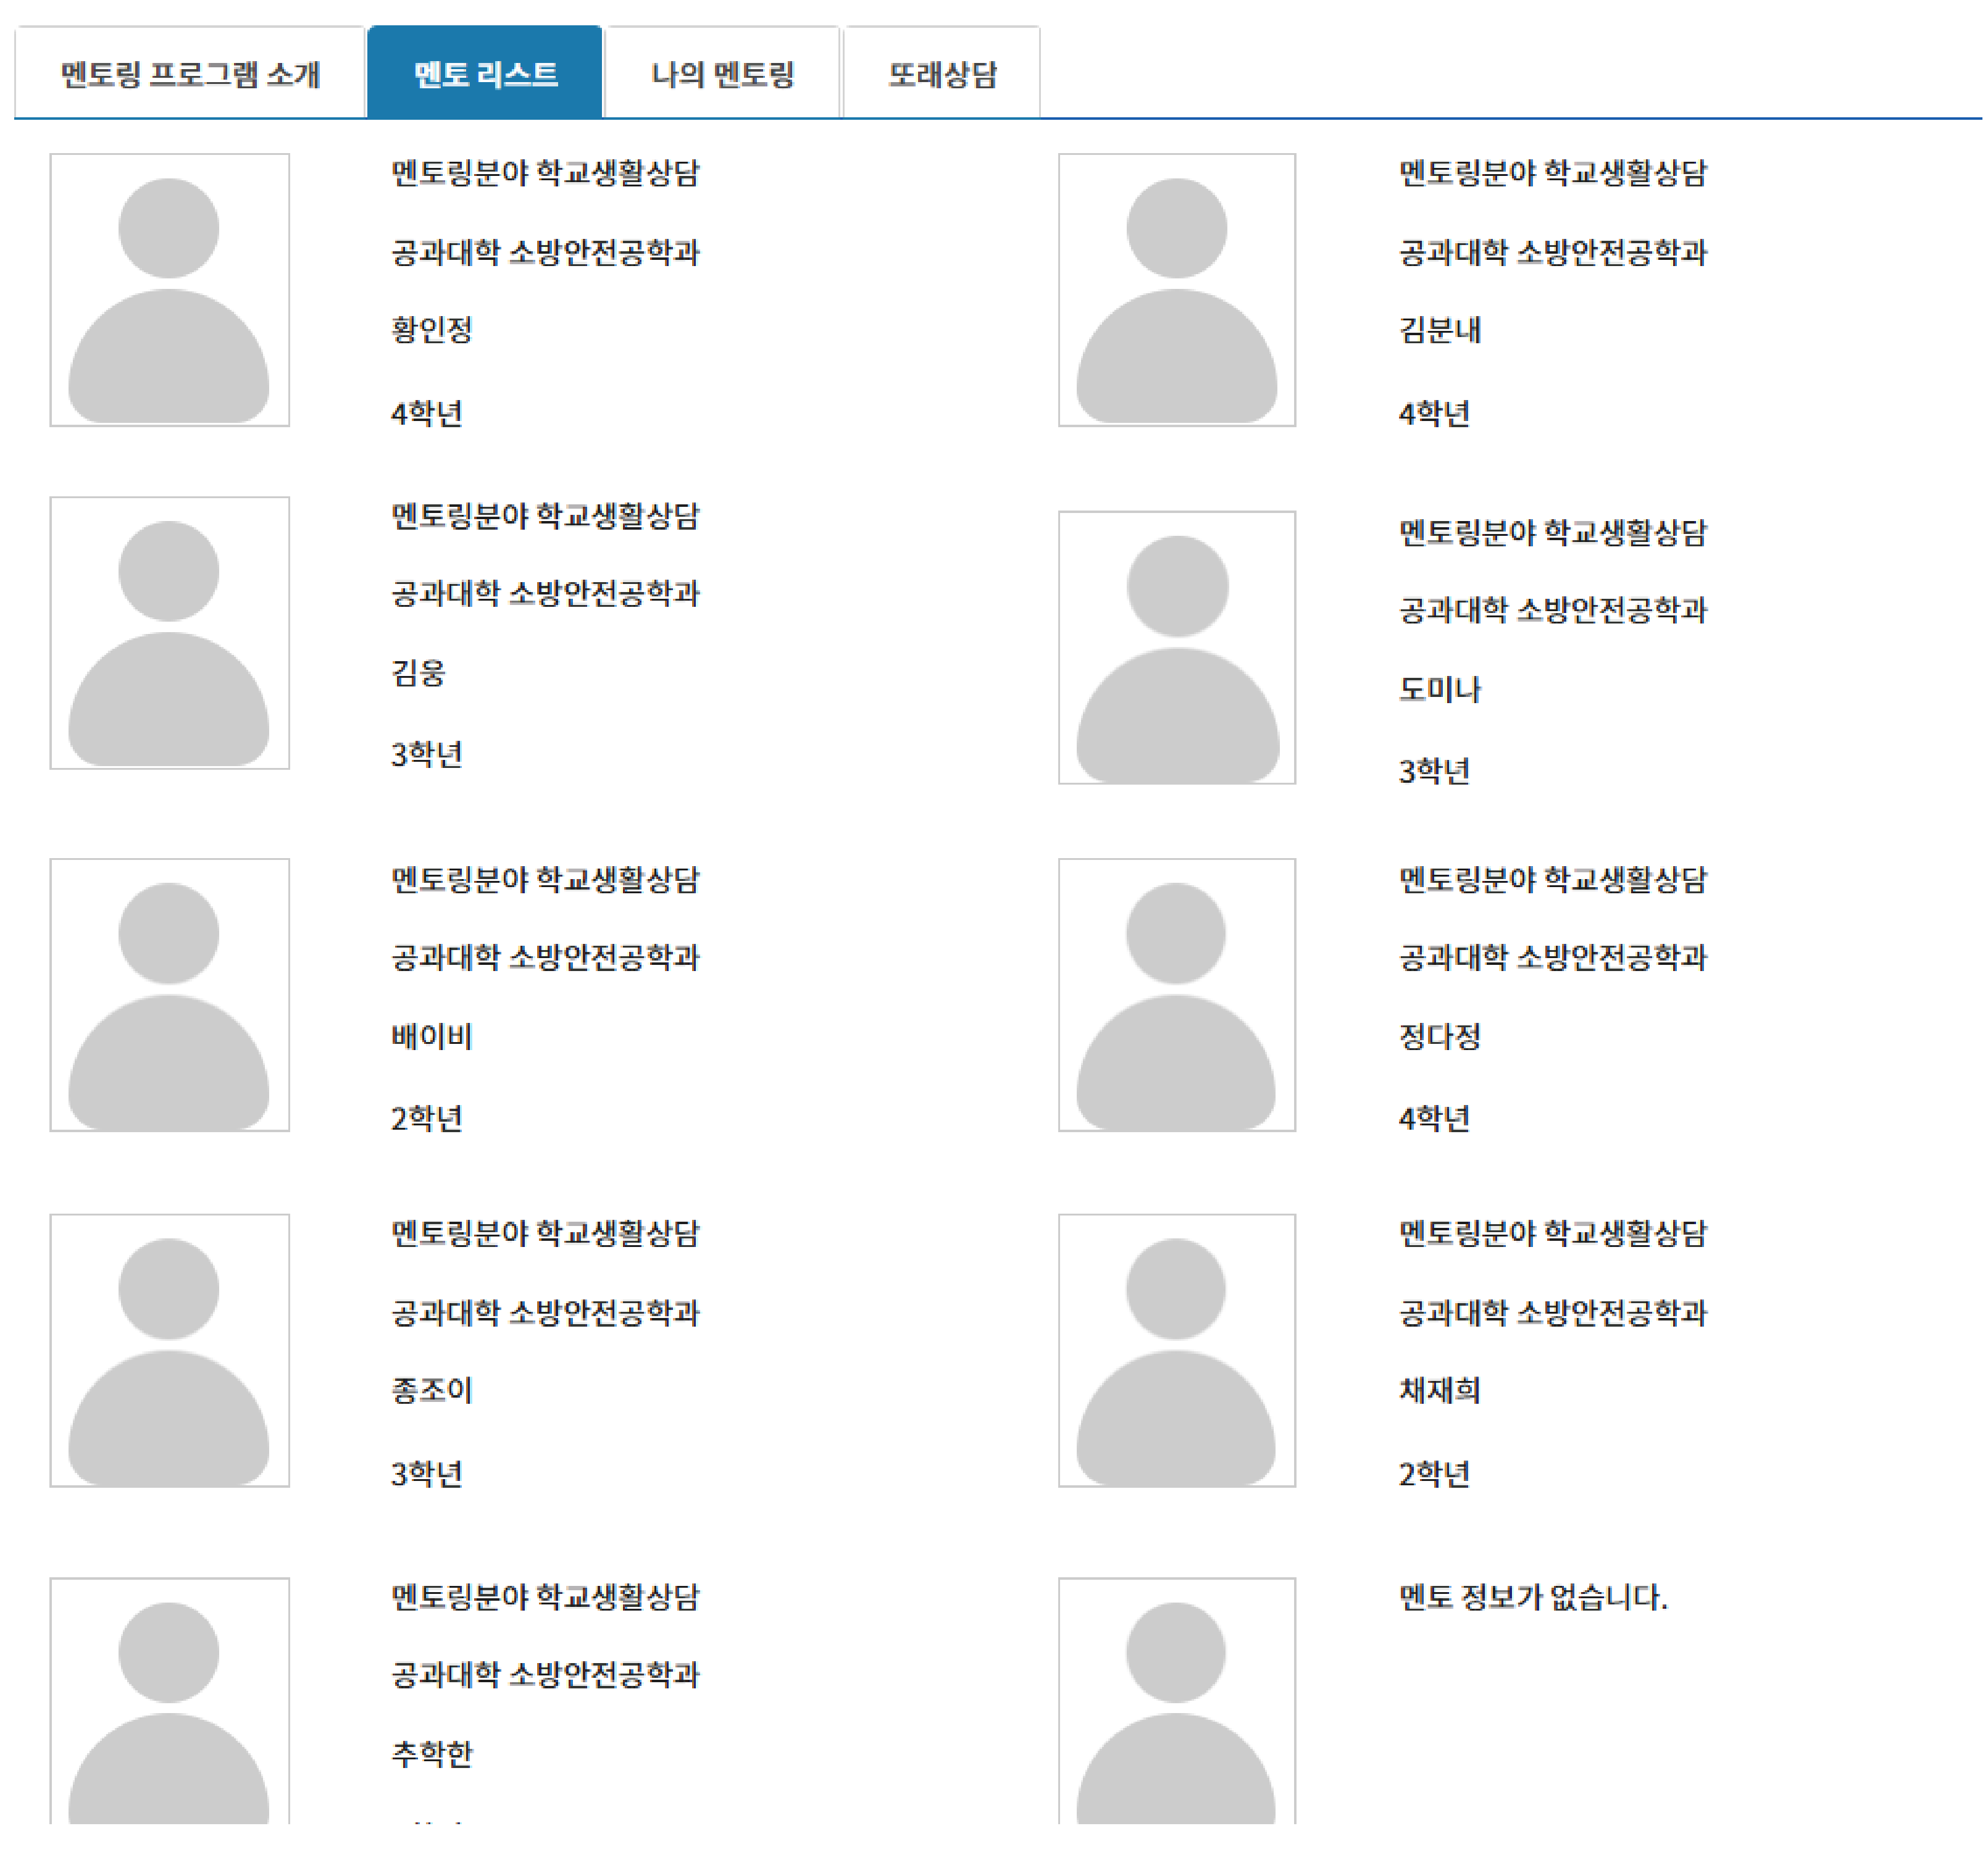 멘토링 프로그램 소개
멘토 리스트
나의 멘토링
또래상담
멘토링분야 학교생활상담
공과대학 소방안전공학과
황인정
4학년
멘토링분야 학교생활상담
공과대학 소방안전공학과
김분내
4학년
멘토링분야 학교생활상담
공과대학 소방안전공학과
김웅
3학년
멘토링분야 학교생활상담
공과대학 소방안전공학과
도미나
3학년
멘토링분야 학교생활상담
공과대학 소방안전공학과
배이비
2학년
멘토링분야 학교생활상담
공과대학 소방안전공학과
정다정
4학년
멘토링분야 학교생활상담
공과대학 소방안전공학과
종조이
3학년
멘토링분야 학교생활상담
공과대학 소방안전공학과
채재희
2학년
멘토링분야 학교생활상담
공과대학 소방안전공학과
추학한
멘토 정보가 없습니다.